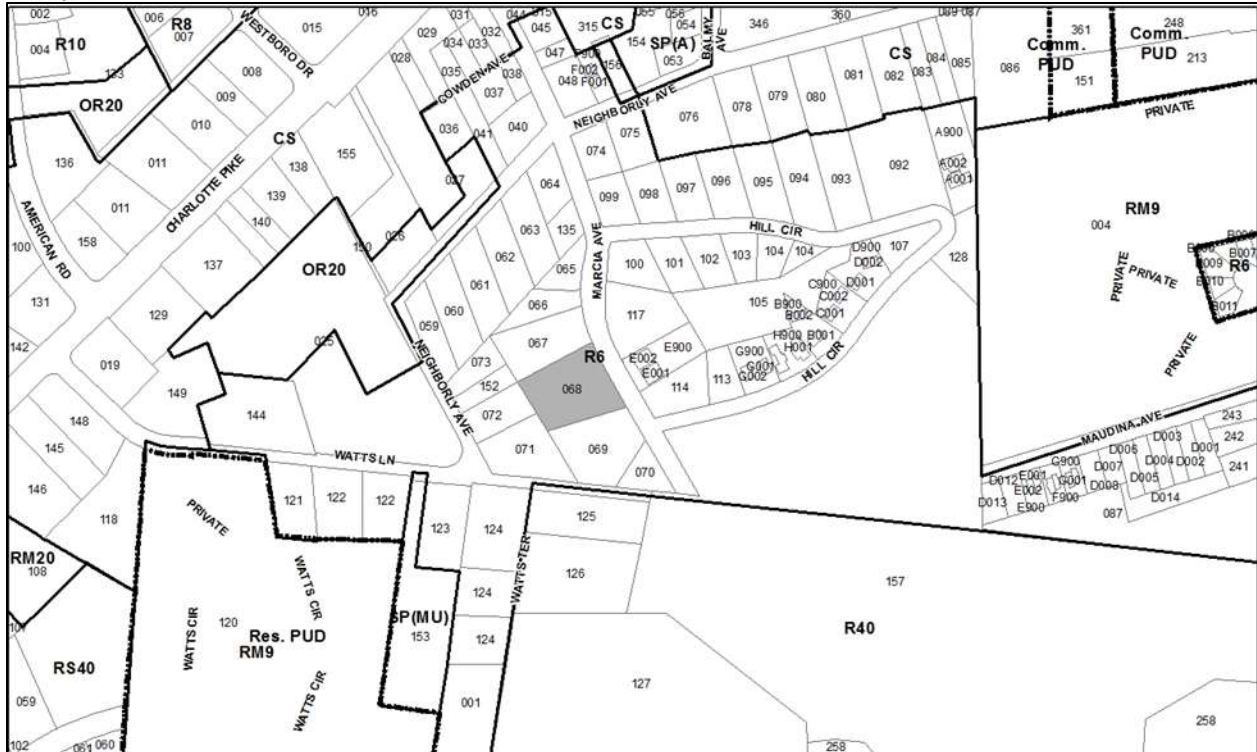 002
006
R8
007
004
R10
133
OR20
WESTBORO DR
015
016
008
009
010
011
CHARLOTTE PIKE
CS
028
029
031
034
033
032
035
COWDEN AVE
037
038
036
041
040
044
045
047
048
315
CS
F002
F001
156
154
055
056
054
SP(A)
053
BALMY AVE
346
360
NEIGHBORLY AVE
075
076
078
079
080
081
CS
082
083
084
085
086
Comm. PUD
361
151
Comm. PUD
248
213
PRIVATE
136
011
158
AMERICAN RD
100
131
142
138
155
139
140
137
129
150
026
027
OR20
025
019
149
144
148
145
146
118
064
063
135
062
065
061
060
059
066
067
073
152
072
068
071
069
070
074
099
098
097
096
095
094
093
092
A900
A002
A001
MARCIA AVE
HILL CIR
100
101
102
103
104
104
D900
D002
107
128
D001
C900
C002
C001
105
B900
B002
B001
H900
H001
117
R6
E002
E900
E001
114
113
G900
G001
G002
HILL CIR
NEIGHBORLY AVE
WATTS LN
RM9
004
PRIVATE
PRIVATE
PRIVATE
B009
B007
R6
B010
B011
MAUDINA AVE
243
242
241
D003
D001
D006
D004
D002
G900
D007
D005
E001
G001
D012
E002
D008
D013
E900
F900
D014
087
121
122
122
123
124
125
126
124
124
001
WATTS TER
PRIVATE
WATTS CIR
WATTS CIR
WATTS CIR
120
Res. PUD
RM9
SP(MU)
153
RM20
108
RS40
059
102
061
060
157
R40
127
258
258